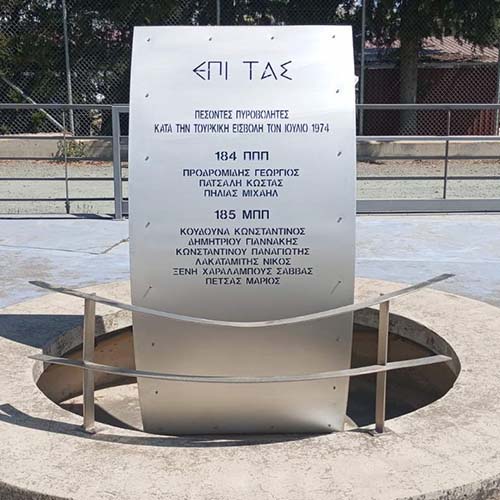 ΕΠΙ ΤΑΣ
ΠΕΣΟΝΤΕΣ ΠΥΡΟΒΟΛΗΤΕΣ
ΚΑΤΑ ΤΗΝ ΤΟΥΡΚΙΚΗ ΕΙΣΒΟΛΗ ΤΟΝ ΙΟΥΛΙΟ 1974
184 ΠΠΠ
ΠΡΟΔΡΟΜΙΔΗΣ ΓΕΩΡΓΙΟΣ
ΠΑΤΣΑΛΗ ΚΩΣΤΑΣ
ΠΗΛΙΑΣ ΜΙΧΑΗΛ
185 ΜΠΠ
ΚΟΥΔΟΥΝΑ ΚΩΝΣΤΑΝΤΙΝΟΣ
ΔΗΜΗΤΡΙΟΥ ΓΙΑΝΝΑΚΗΣ
ΚΩΝΣΤΑΝΤΙΝΟΥ ΠΑΝΑΓΙΩΤΗΣ
ΛΑΚΑΤΑΜΙΤΗΣ ΝΙΚΟΣ
ΞΕΝΗ ΧΑΡΑΛΑΜΠΟΥΣ ΣΑΒΒΑΣ
ΠΕΤΣΑΣ ΜΑΡΙΟΣ